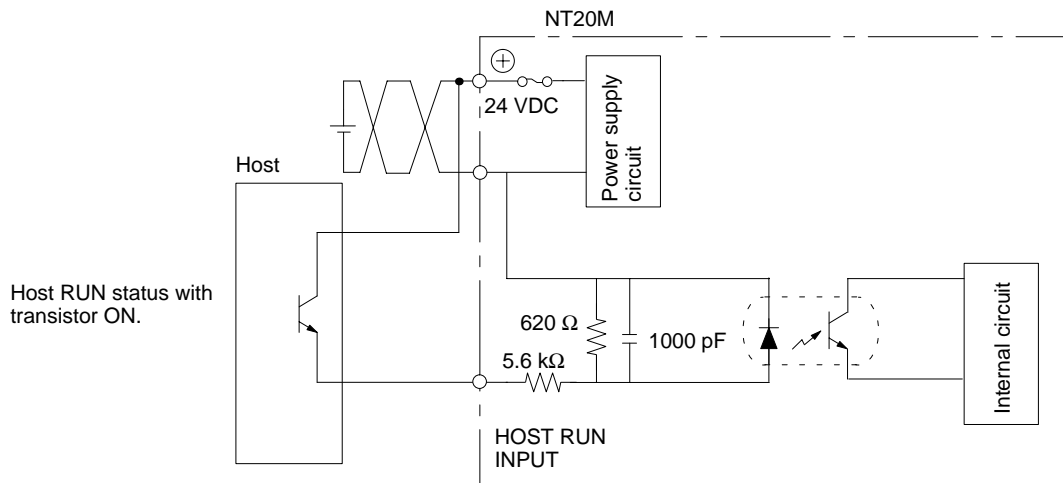 NT20M
+
24 VDC
Power supply
circuit
Host
Host RUN status with
transistor ON.
620 Ω
1000 pF
5.6 kΩ
Internal circuit
HOST RUN
INPUT